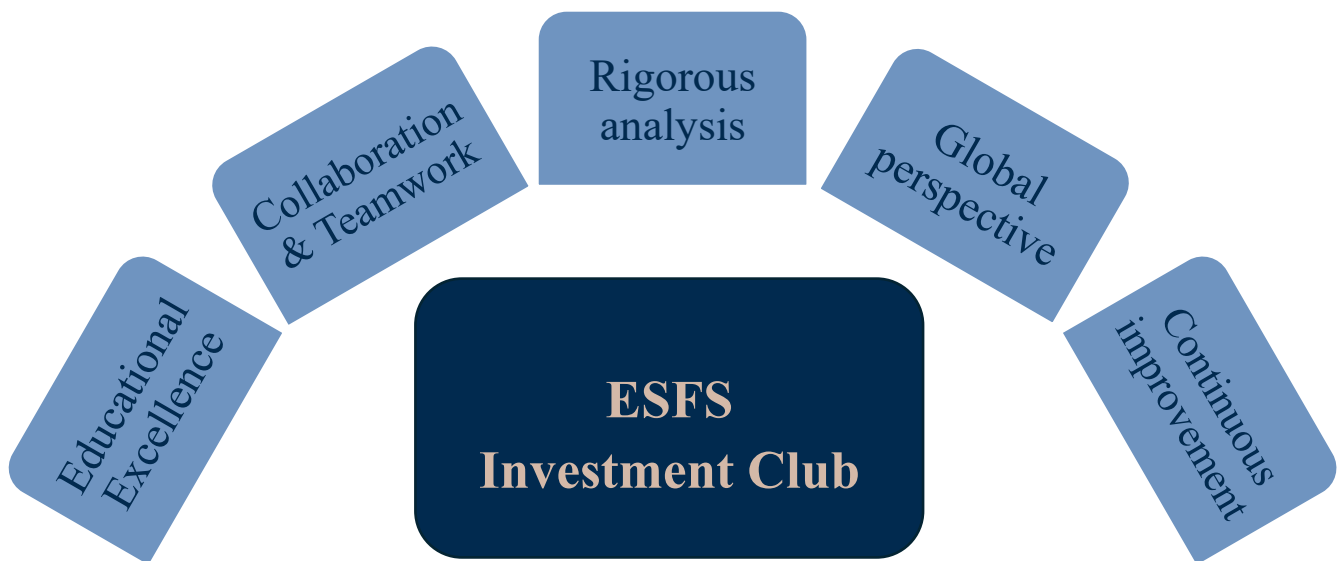 Educational
Excellence
Collaboration
& Teamwork
Rigorous
analysis
Global
perspective
Continuous
improvement
ESFS
Investment Club